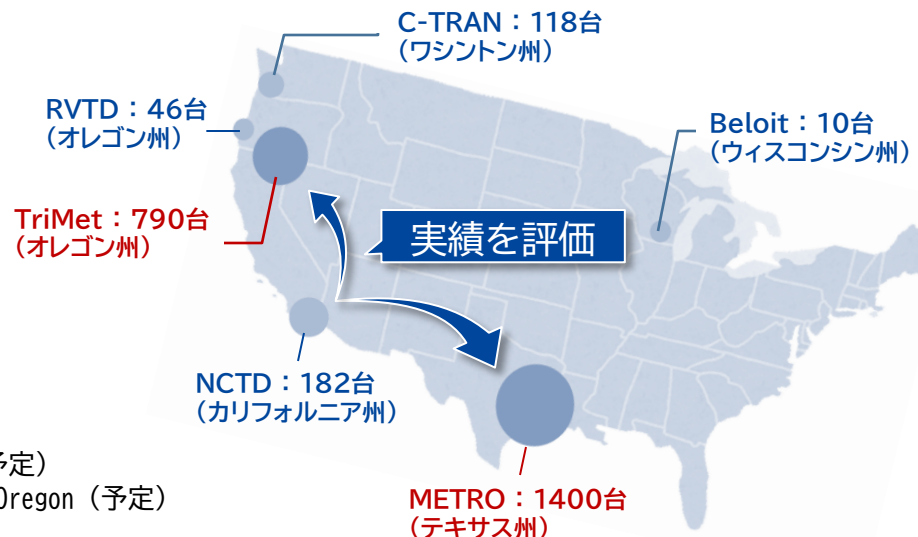 C-TRAN：118台
（ワシントン州）
RVTD：46台
（オレゴン州）
Beloit：10台
（ウィスコンシン州）
TriMet：790台
（オレゴン州）
実績を評価
NCTD：182台
（カリフォルニア州）
予定）
Oregon（予定）
METRO：1400台
（テキサス州）